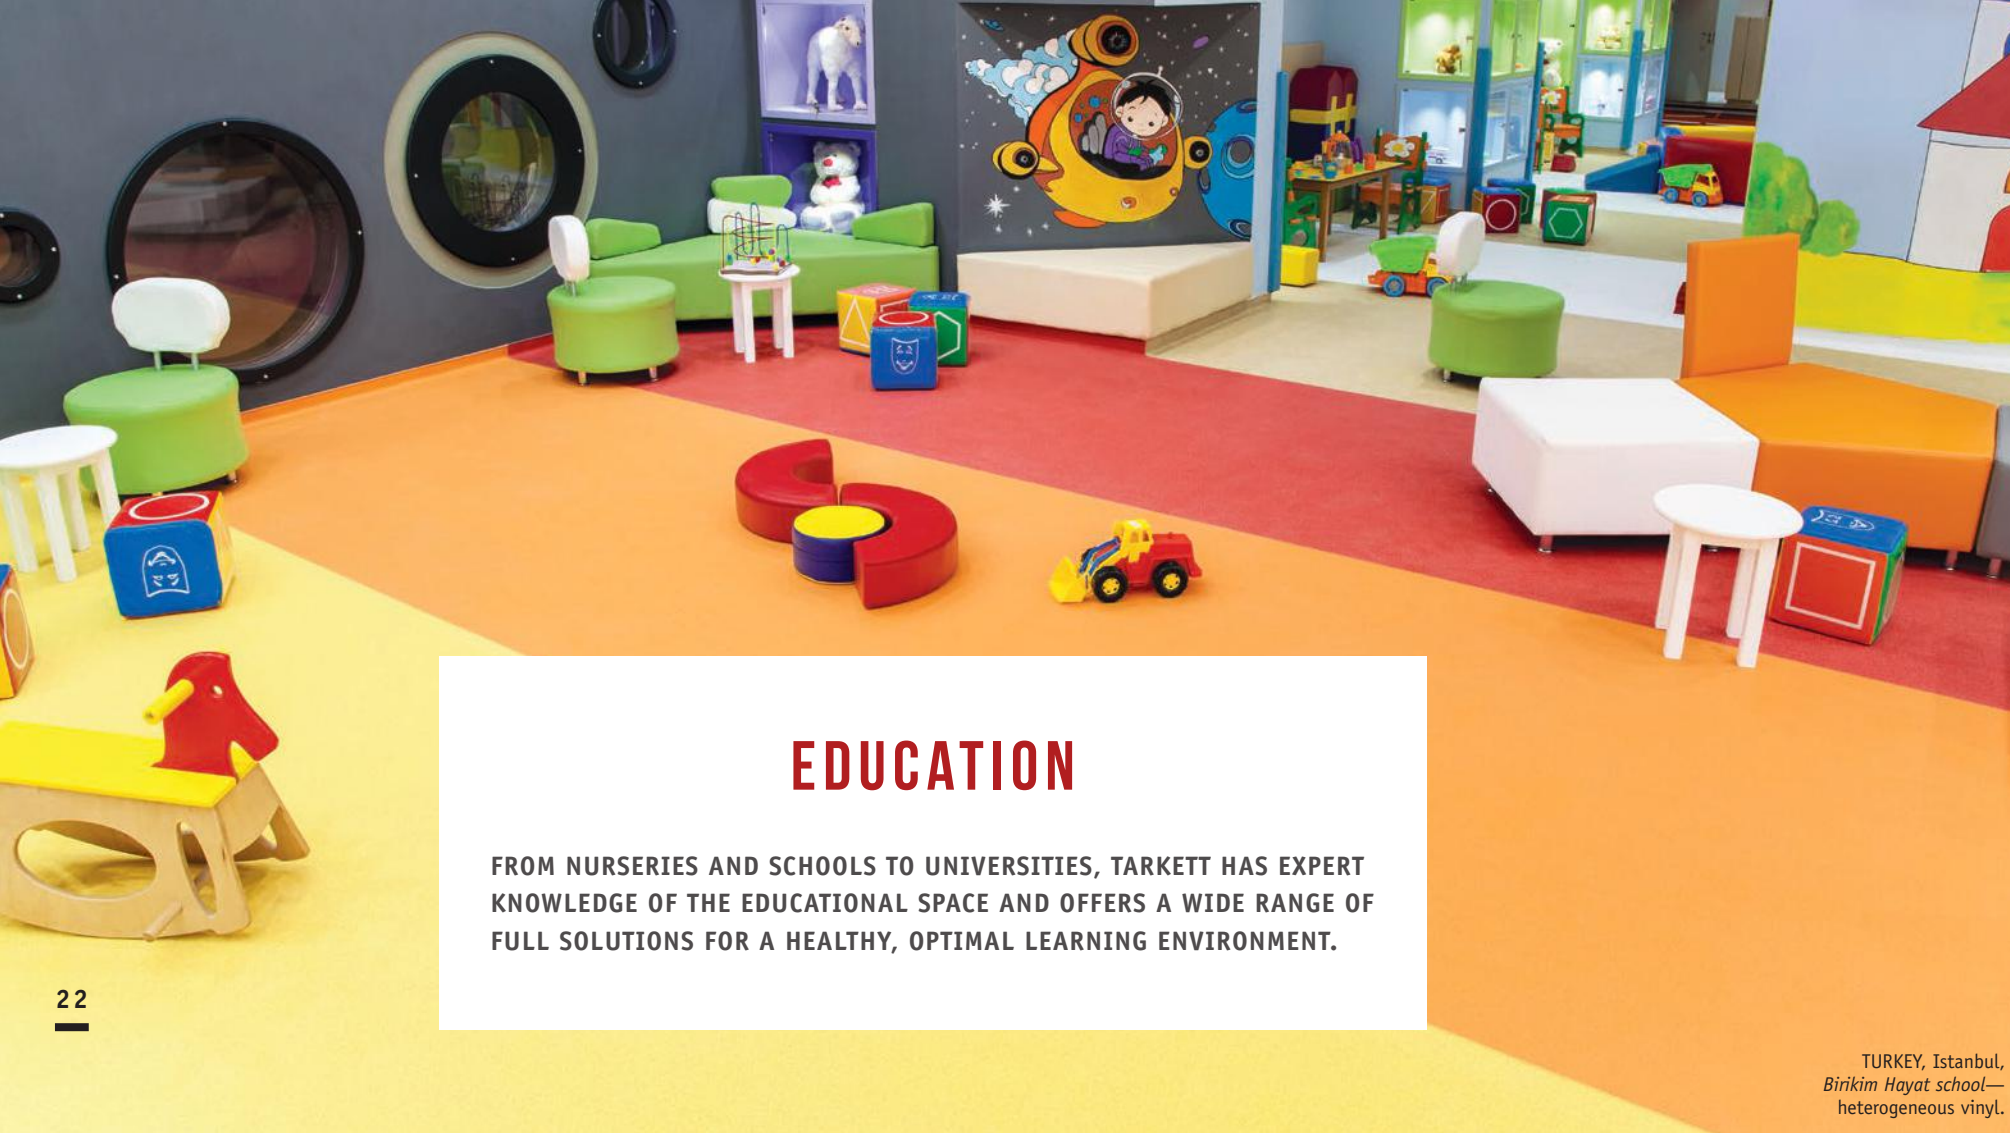 EDUCATION
FROM NURSERIES AND SCHOOLS TO UNIVERSITIES, TARKETT HAS EXPERT
KNOWLEDGE OF THE EDUCATIONAL SPACE AND OFFERS A WIDE RANGE OF
FULL SOLUTIONS FOR A HEALTHY, OPTIMAL LEARNING ENVIRONMENT.
22
TURKEY, Istanbul,
Birikim Hayat school—
heterogeneous vinyl.